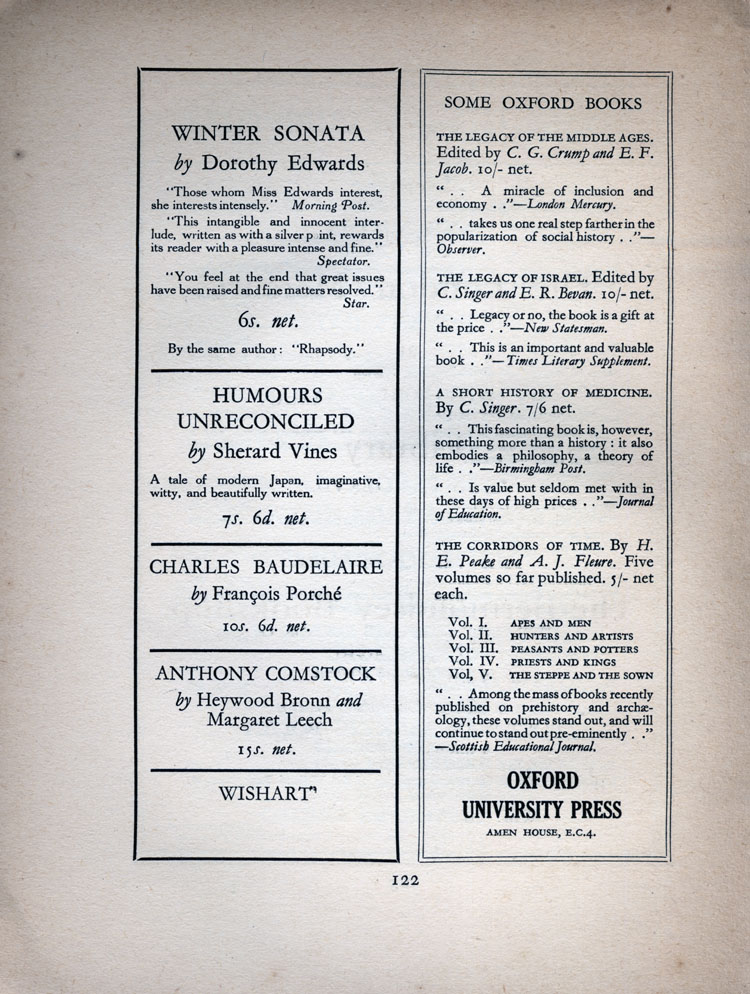 WINTER SONATA
by Dorothy Edwards
"Those whom Miss Edwards interest,
she interests intensely." Morning Post.
"This intangible and innocent inter-
lude, written as with a silver p int, rewards
its reader with a pleasure intense and fine."
Spectator.
"You feel at the end that great issues
have been raised and fine matters resolved."
Star.
6s. net.
By the same author: "Rhapsody."
HUMOURS
UNRECONCILED
by Sherard Vines
A tale of modern Japan, imaginative,
witty, and beautifully written.
7s. 6d. net.
CHARLES BAUDELAIRE
by François Porché
10s. 6d. net.
ANTHONY COMSTOCK
by Heywood Bronn and
Margaret Leech
15s. net.
WISHART
SOME OXFORD BOOKS
THE LEGACY OF THE MIDDLE AGES.
Edited by C. G. Crump and E. F.
Jacob. 10/- net.
" . . A miracle of inclusion and
economy . ."—London Mercury.
" . . takes us one real step farther in the
popularization of social history . ."—
Observer.
THE LEGACY OF ISRAEL. Edited by
C. Singer and E. R. Bevan. 10/- net.
" . . Legacy or no, the book is a gift at
the price . ."—New Statesman.
" . . This is an important and valuable
book . ."—Times Literary Supplement.
A SHORT HISTORY OF MEDICINE.
By C. Singer. 7/6 net.
" . . This fascinating book is, however,
something more than a history : it also
embodies a philosophy, a theory of
life . ."—Birmingham Post.
" . . Is value but seldom met with in
these days of high prices . ."—Journal
of Education.
THE CORRIDORS OF TIME. By H.
E. Peake and A. J. Fleure. Five
volumes so far published. 5/- net
each.
Vol. I. APES AND MEN
Vol. II. HUNTERS AND ARTISTS
Vol. III. PEASANTS AND POTTERS
Vol. IV. PRIESTS AND KINGS
Vol, V. THE STEPPE AND THE SOWN
" . . Among the mass of books recently
published on prehistory and archæ-
ology, these volumes stand out, and will
continue to stand out pre-eminently . ."
—Scottish Educational Journal.
OXFORD
UNIVERSITY PRESS
AMEN HOUSE, E.C.4.
122